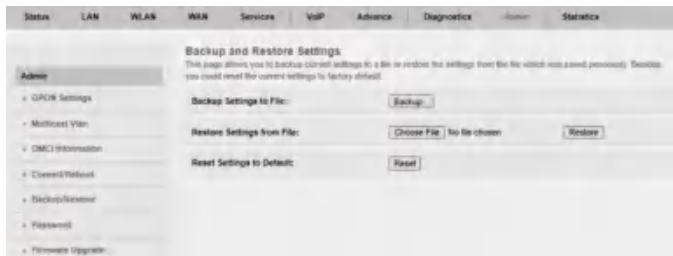 Status LAN WLAN WAN Services VoIP Advance Diagnostics Admin Statistics
Backup and Restore Settings
This page allows you to backup current settings to a file or restore the settings from the file which was saved previously. Besides,
you could reset the current settings to factory default.
Admin
GPON Settings
Multicast Vlan
OMCI Information
Commit/Reboot
Backup/Restore
Password
Firmware Upgrade
Backup Settings to File: Backup...
Restore Settings from File: Choose File No file chosen Restore
Reset Settings to Default: Reset